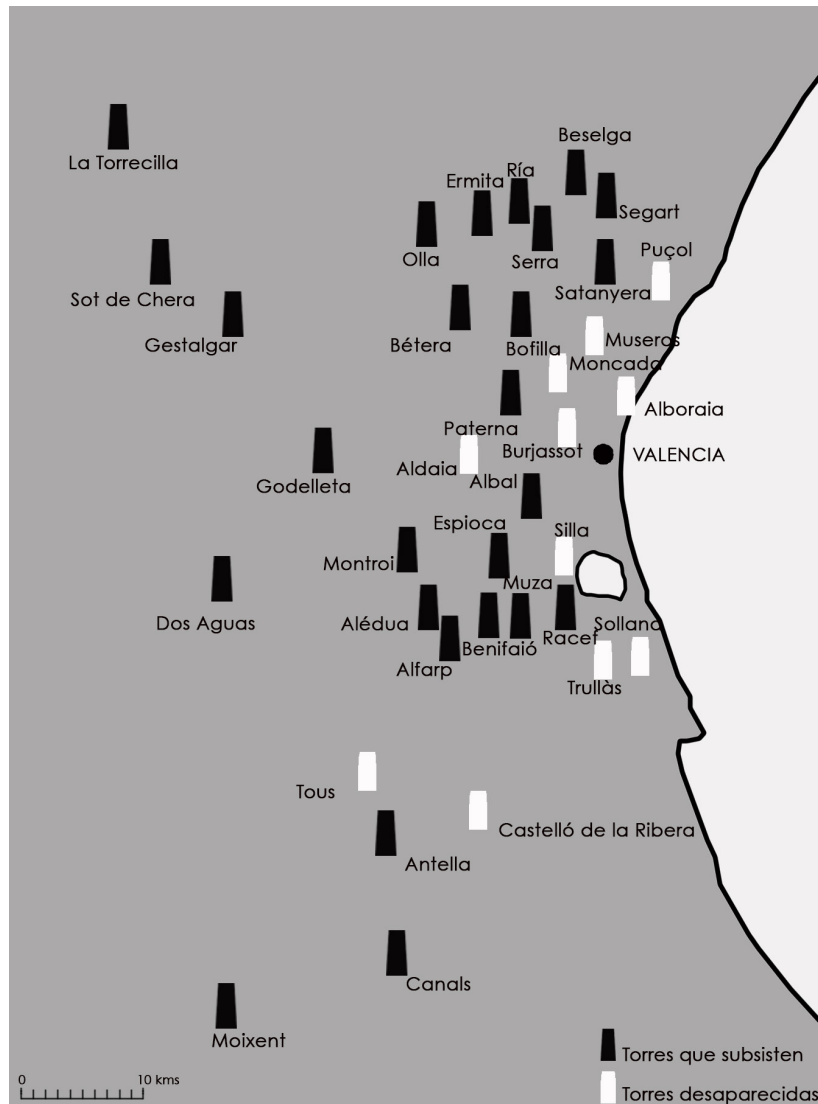 Beselga
La Torrecilla
Ría
Ermita
Segart
Puçol
Olla
Serra
Satanyera
Sot de Chera
Gestalgar
Bétera
Bofilla
Museros
Moncada
Alboraia
Paterna
Burjassot
VALENCIA
Aldaia
Albal
Godelleta
Espioca
Silla
Montroi
Muza
Dos Aguas
Alédua
Racef
Sollana
Benifaió
Alfarp
Trullàs
Tous
Castelló de la Ribera
Antella
Canals
Moixent
Torres que subsisten
0 10 kms
Torres desaparecidas